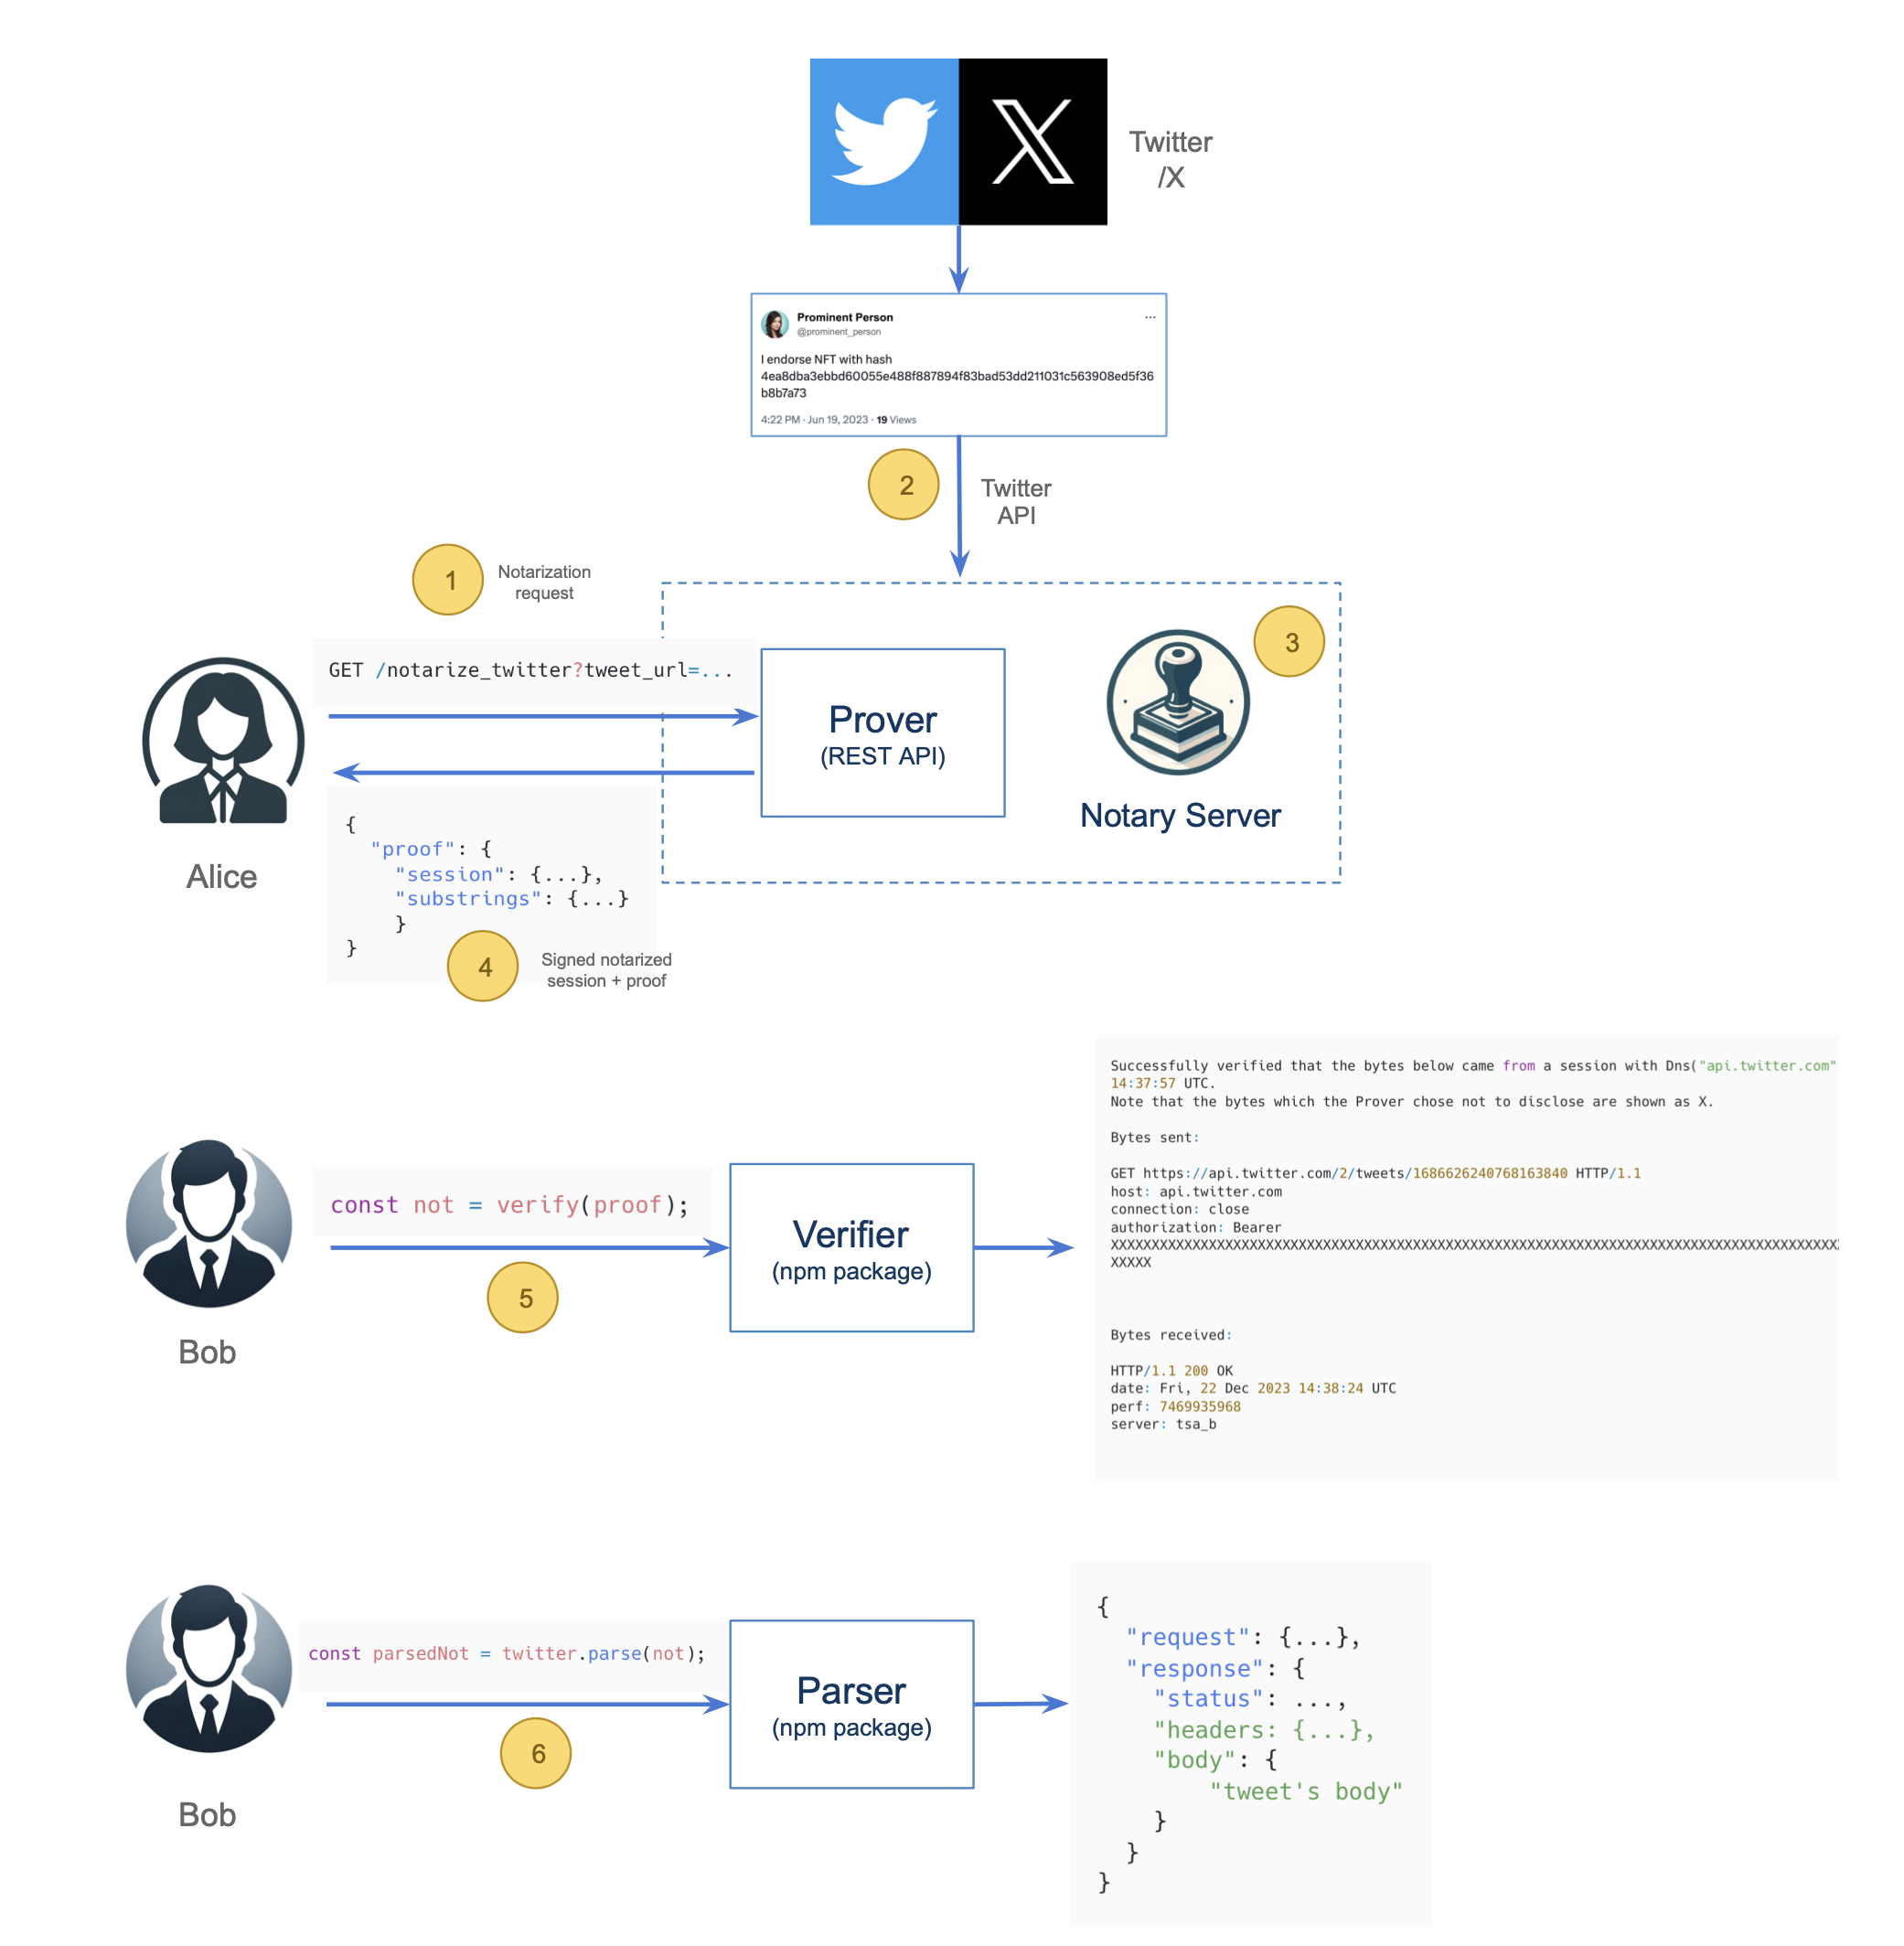 Twitter
/X
Prominent Person
@prominent_person
...
I endorse NFT with hash
4ea8dba3ebbd60055e488f887894f83bad53dd211031c563908ed5f36
b8b7a73
4:22 PM · Jun 19, 2023 · 19 Views
2
Twitter
API
1
Notarization
request
3
GET /notarize_twitter?tweet_url=...
Prover
(REST API)
Notary Server
Alice
{
"proof": {
"session": {...},
"substrings": {...}
}
}
4
Signed notarized
session + proof
Successfully verified that the bytes below came from a session with Dns("api.twitter.com"
14:37:57 UTC.
Note that the bytes which the Prover chose not to disclose are shown as X.
Bytes sent:
GET https://api.twitter.com/2/tweets/1686626240768163840 HTTP/1.1
host: api.twitter.com
connection: close
authorization: Bearer
XXXXXXXXXXXXXXXXXXXXXXXXXXXXXXXXXXXXXXXXXXXXXXXXXXXXXXXXXXXXXXXXXXXXXXXXXXXXXXXXXXXXXXXXXX
XXXXX
Bytes received:
HTTP/1.1 200 OK
date: Fri, 22 Dec 2023 14:38:24 UTC
perf: 7469935968
server: tsa_b
const not = verify(proof);
Verifier
(npm package)
5
Bob
const parsedNot = twitter.parse(not);
Parser
(npm package)
6
Bob
{
"request": {...},
"response": {
"status": ...,
"headers: {...},
"body": {
"tweet's body"
}
}
}